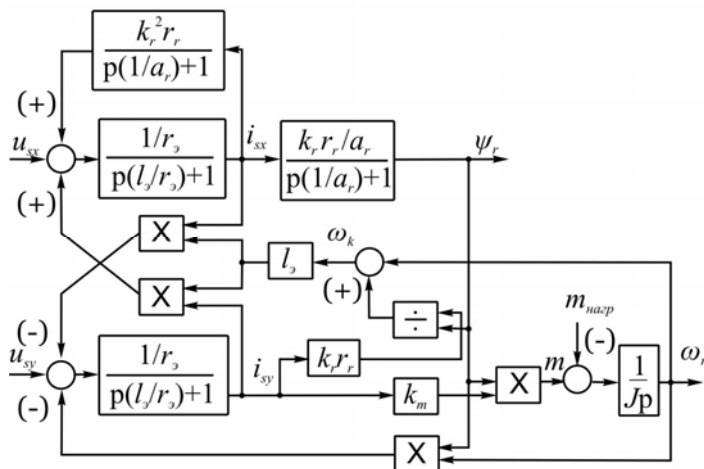 k_r^2 r_r
p(1/a_r)+1
(+)
u_sx
1/r_э
p(l_э/r_э)+1
i_sx
k_r r_r/a_r
p(1/a_r)+1
ψ_r
(+)
X
l_э
ω_k
X
(+)
÷
m_нагр
(-)
u_sy
1/r_э
p(l_э/r_э)+1
i_sy
k_r r_r
(-)
k_m
X
m
(-)
1
Jp
ω_r
X